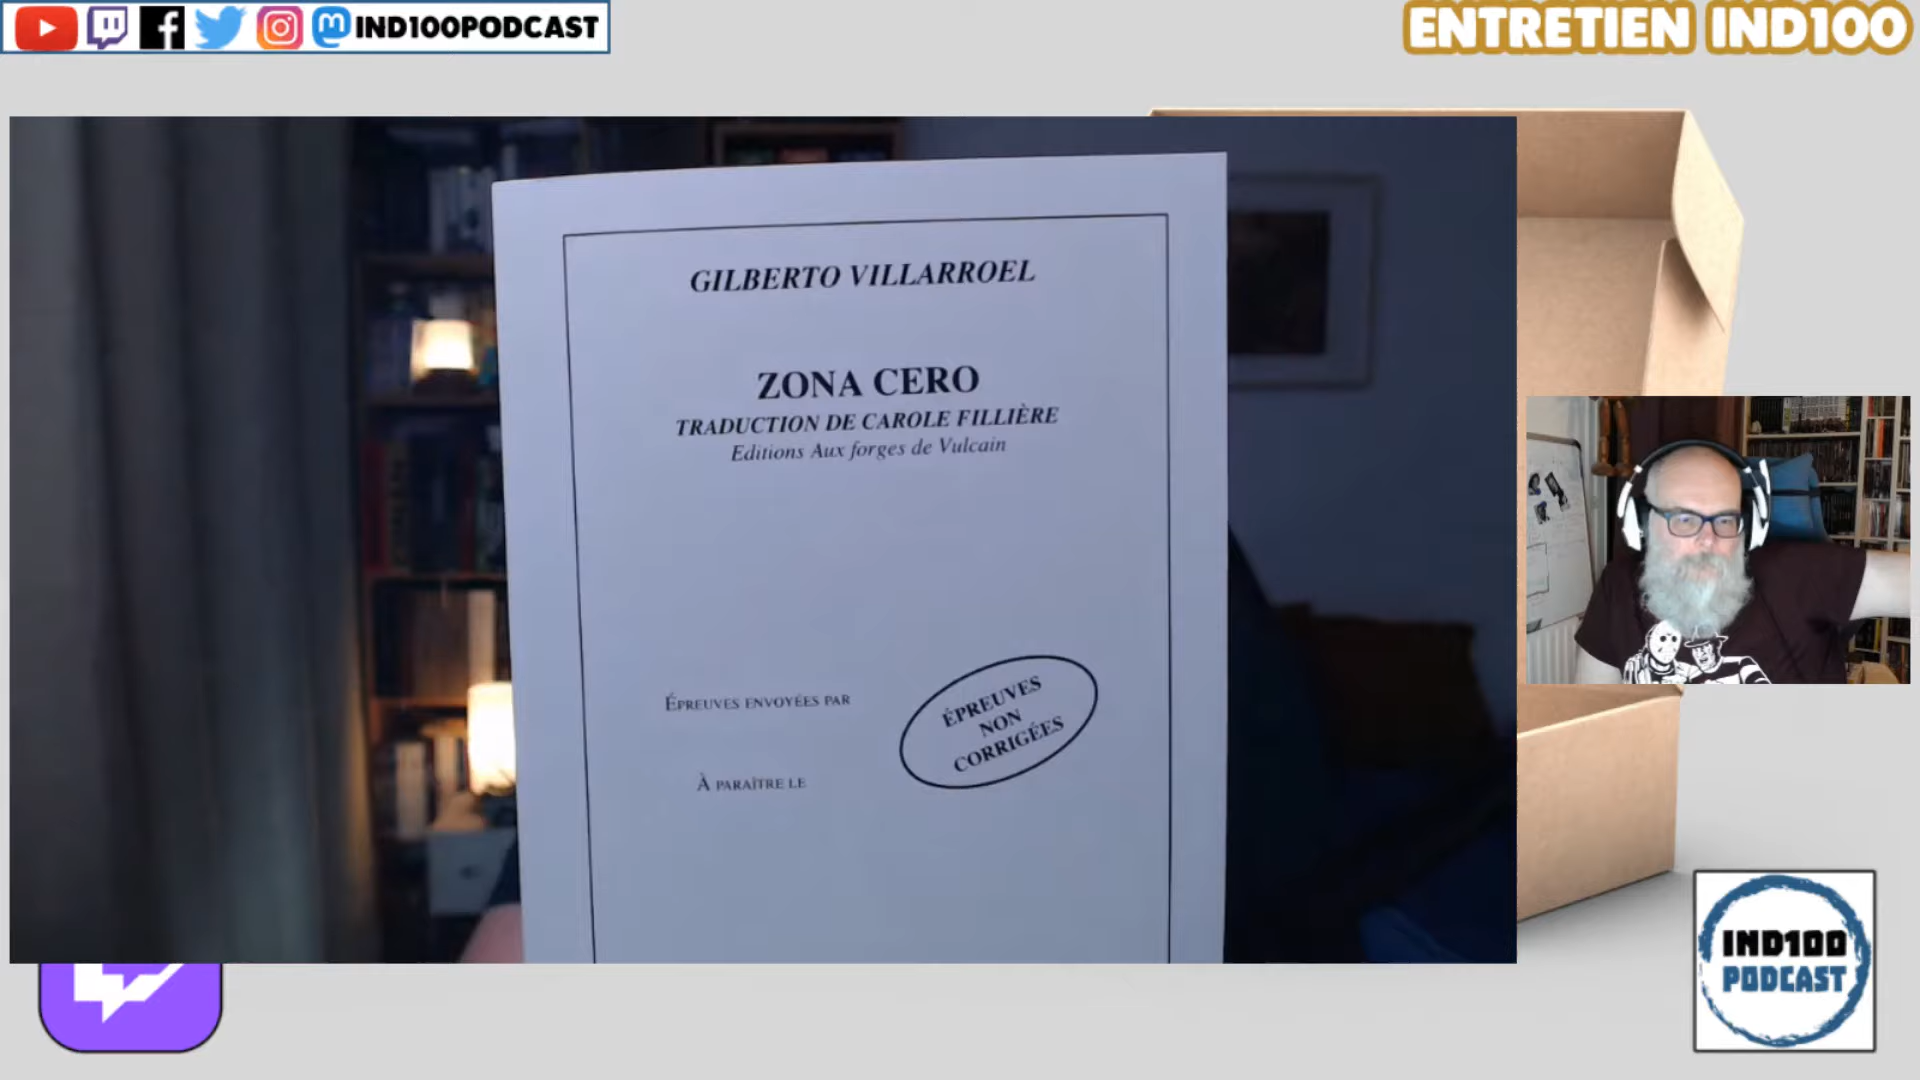 IND100PODCAST
ENTRETIEN IND100
GILBERTO VILLARROEL
ZONA CERO
TRADUCTION DE CAROLE FILLIÈRE
Editions Aux forges de Vulcain
ÉPREUVES ENVOYÉES PAR
ÉPREUVES
NON
CORRIGÉES
À PARAÎTRE LE
IND100
PODCAST